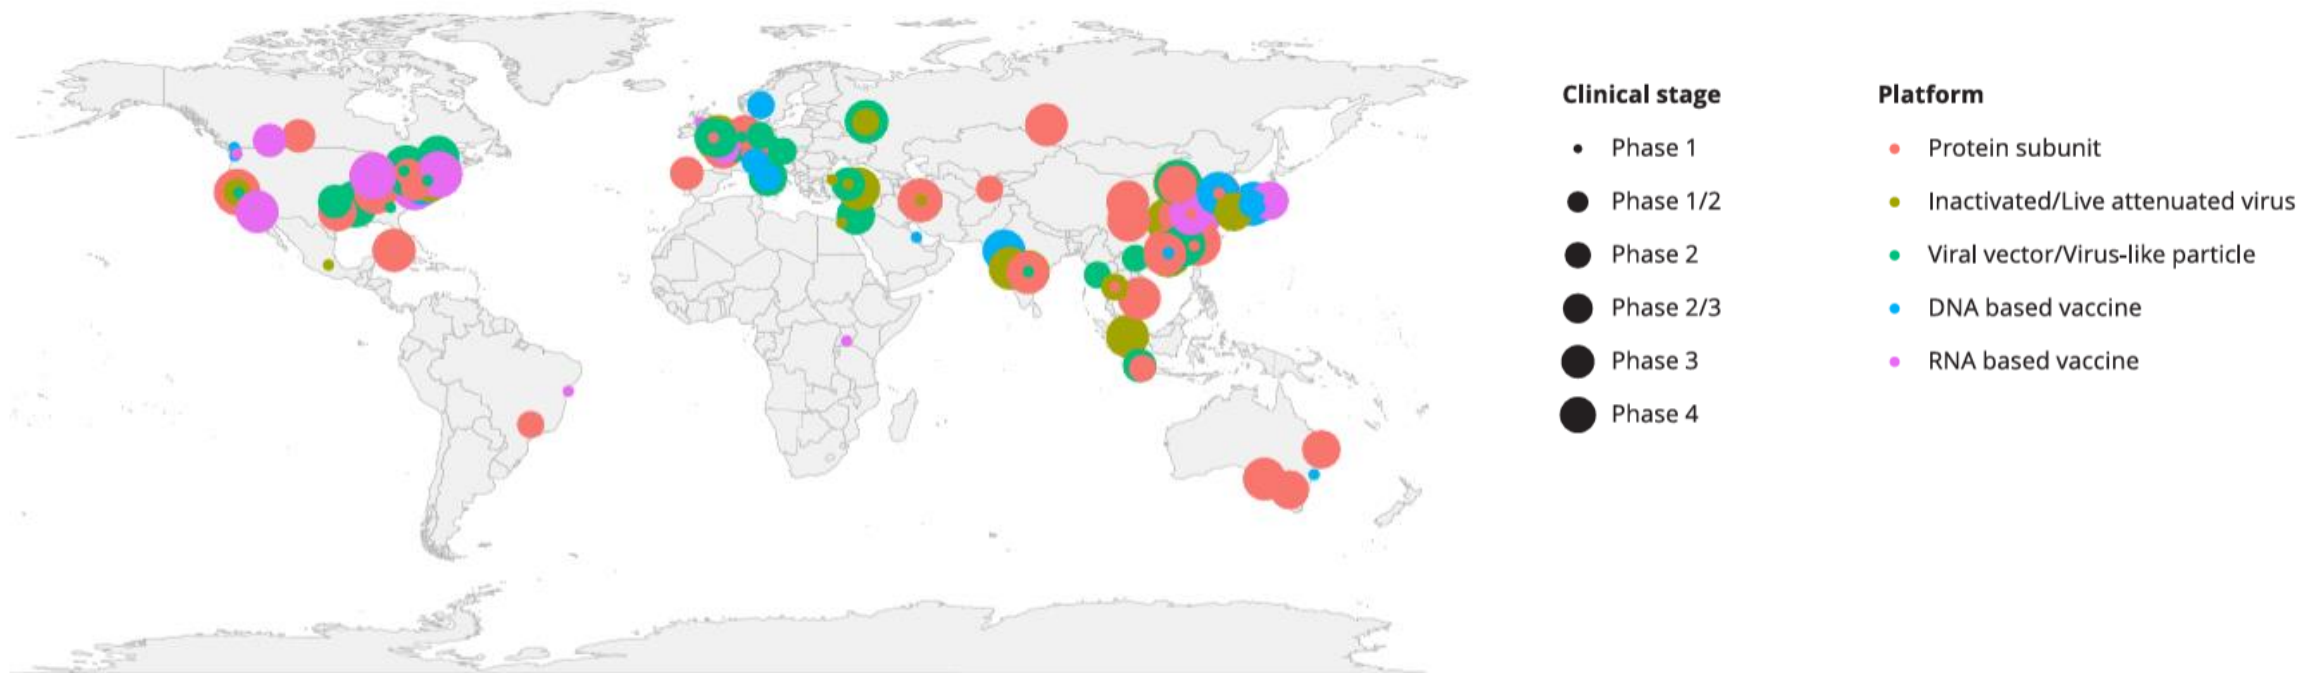 Clinical stage
Phase 1
Phase 1/2
Phase 2
Phase 2/3
Phase 3
Phase 4
Platform
Protein subunit
Inactivated/Live attenuated virus
Viral vector/Virus-like particle
DNA based vaccine
RNA based vaccine